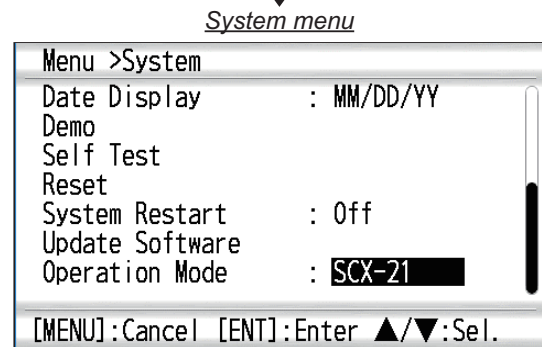 System menu
Menu >System
Date Display : MM/DD/YY
Demo
Self Test
Reset
System Restart : Off
Update Software
Operation Mode : SCX-21
[MENU]:Cancel [ENT]:Enter ▲/▼:Sel.